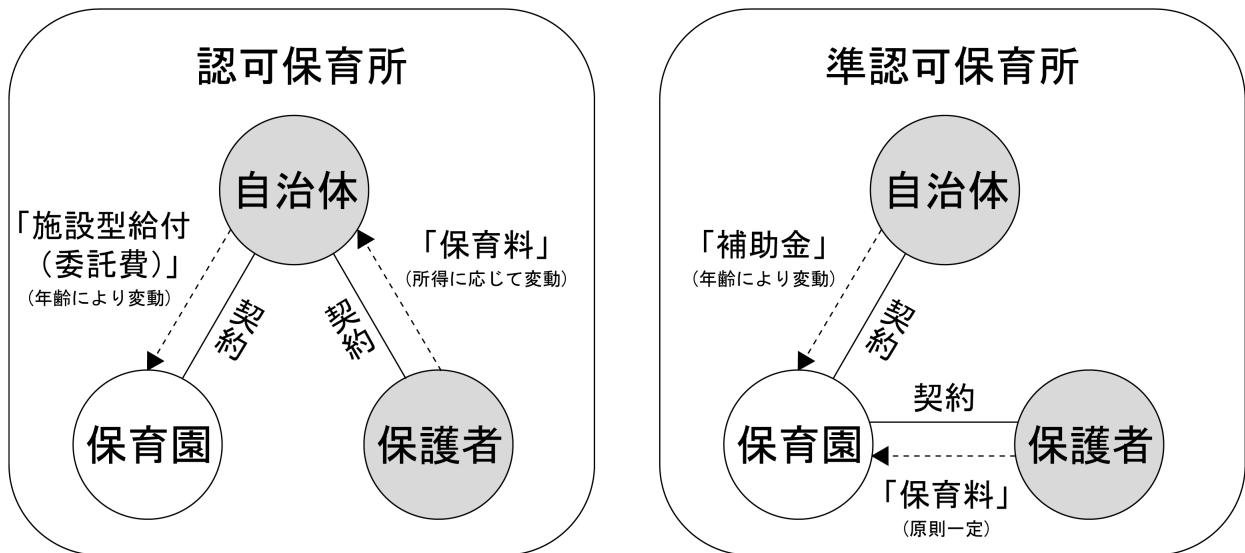 認可保育所
自治体
「施設型給付
（委託費）」
（年齢により変動）
「保育料」
（所得に応じて変動）
契約
契約
保育園
保護者
準認可保育所
自治体
「補助金」
（年齢により変動）
契約
契約
保育園
保護者
「保育料」
（原則一定）